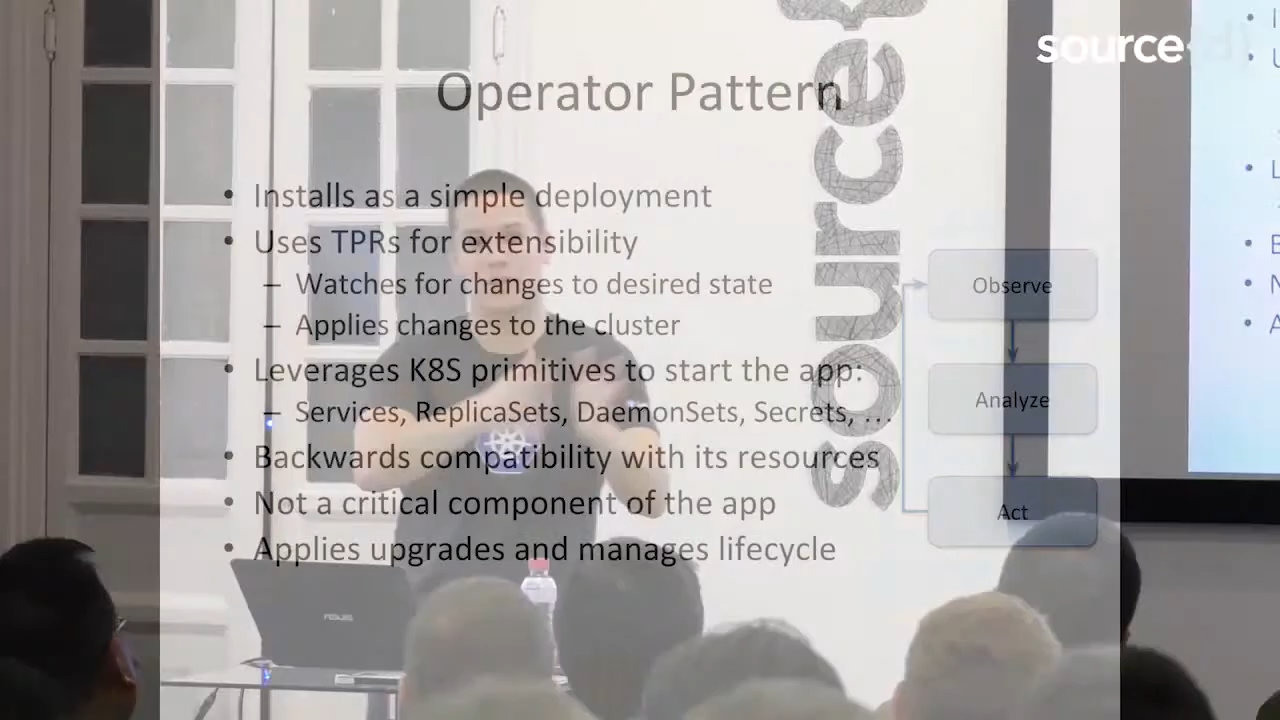 source
Operator Pattern
source{
• Installs as a simple deployment
• Uses TPRs for extensibility
– Watches for changes to desired state
– Applies changes to the cluster
• Leverages K8S primitives to start the app:
– Services, ReplicaSets, DaemonSets, Secrets, …
• Backwards compatibility with its resources
• Not a critical component of the app
• Applies upgrades and manages lifecycle
Observe
Analyze
Act
ASUS